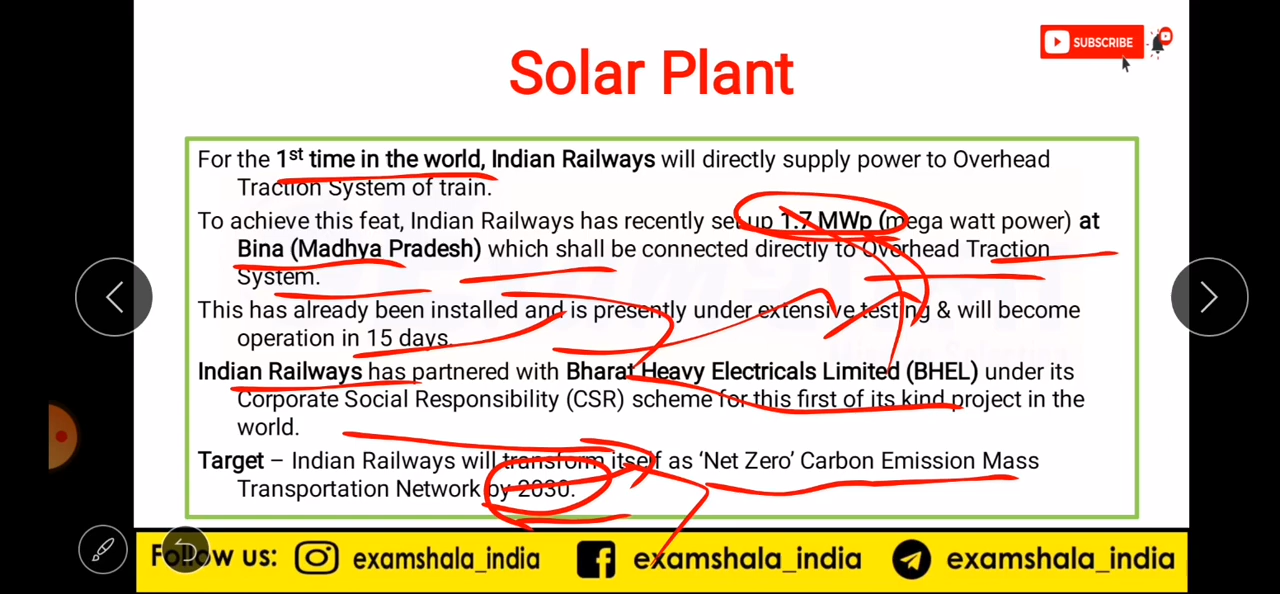 SUBSCRIBE
Solar Plant
For the 1st time in the world, Indian Railways will directly supply power to Overhead
Traction System of train.
To achieve this feat, Indian Railways has recently set up 1.7 MWp (mega watt power) at
Bina (Madhya Pradesh) which shall be connected directly to Overhead Traction
System.
This has already been installed and is presently under extensive testing & will become
operation in 15 days.
Indian Railways has partnered with Bharat Heavy Electricals Limited (BHEL) under its
Corporate Social Responsibility (CSR) scheme for this first of its kind project in the
world.
Target – Indian Railways will transform itself as ‘Net Zero’ Carbon Emission Mass
Transportation Network by 2030.
Follow us: examshala_india examshala_india examshala_india